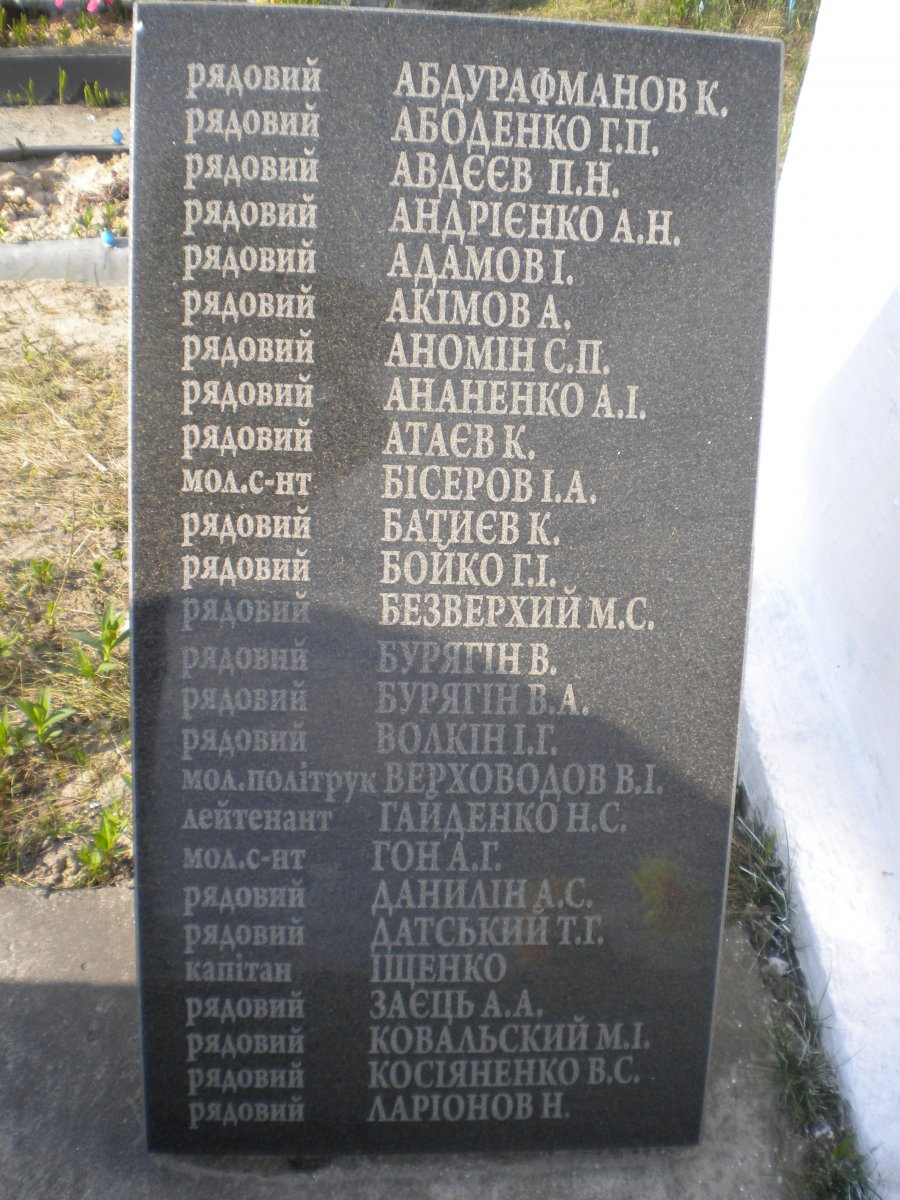 рядовий АБДУРАФМАНОВ К.
рядовий АБОДЕНКО Г.П.
рядовий АВДЄЄВ П.Н.
рядовий АНДРІЄНКО А.Н.
рядовий АДАМОВ І.
рядовий АКІМОВ А.
рядовий АНОМІН С.П.
рядовий АНАНЕНКО А.І.
рядовий АТАЄВ К.
мол.с-нт БІСЕРОВ І.А.
рядовий БАТИЄВ К.
рядовий БОЙКО Г.І.
рядовий БЕЗВЕРХИЙ М.С.
рядовий БУРЯГІН В.
рядовий БУРЯГІН В.А.
рядовий ВОЛКІН І.Г.
мол.політрук ВЕРХОВОДОВ В.І.
лейтенант ГАЙДЕНКО Н.С.
мол.с-нт ГОН А.Г.
рядовий ДАНИЛІН А.С.
рядовий ДАТСЬКИЙ Т.Г.
капітан ІЩЕНКО
рядовий ЗАЄЦЬ А.А.
рядовий КОВАЛЬСКИЙ М.І.
рядовий КОСІЯНЕНКО В.С.
рядовий ЛАРІОНОВ Н.